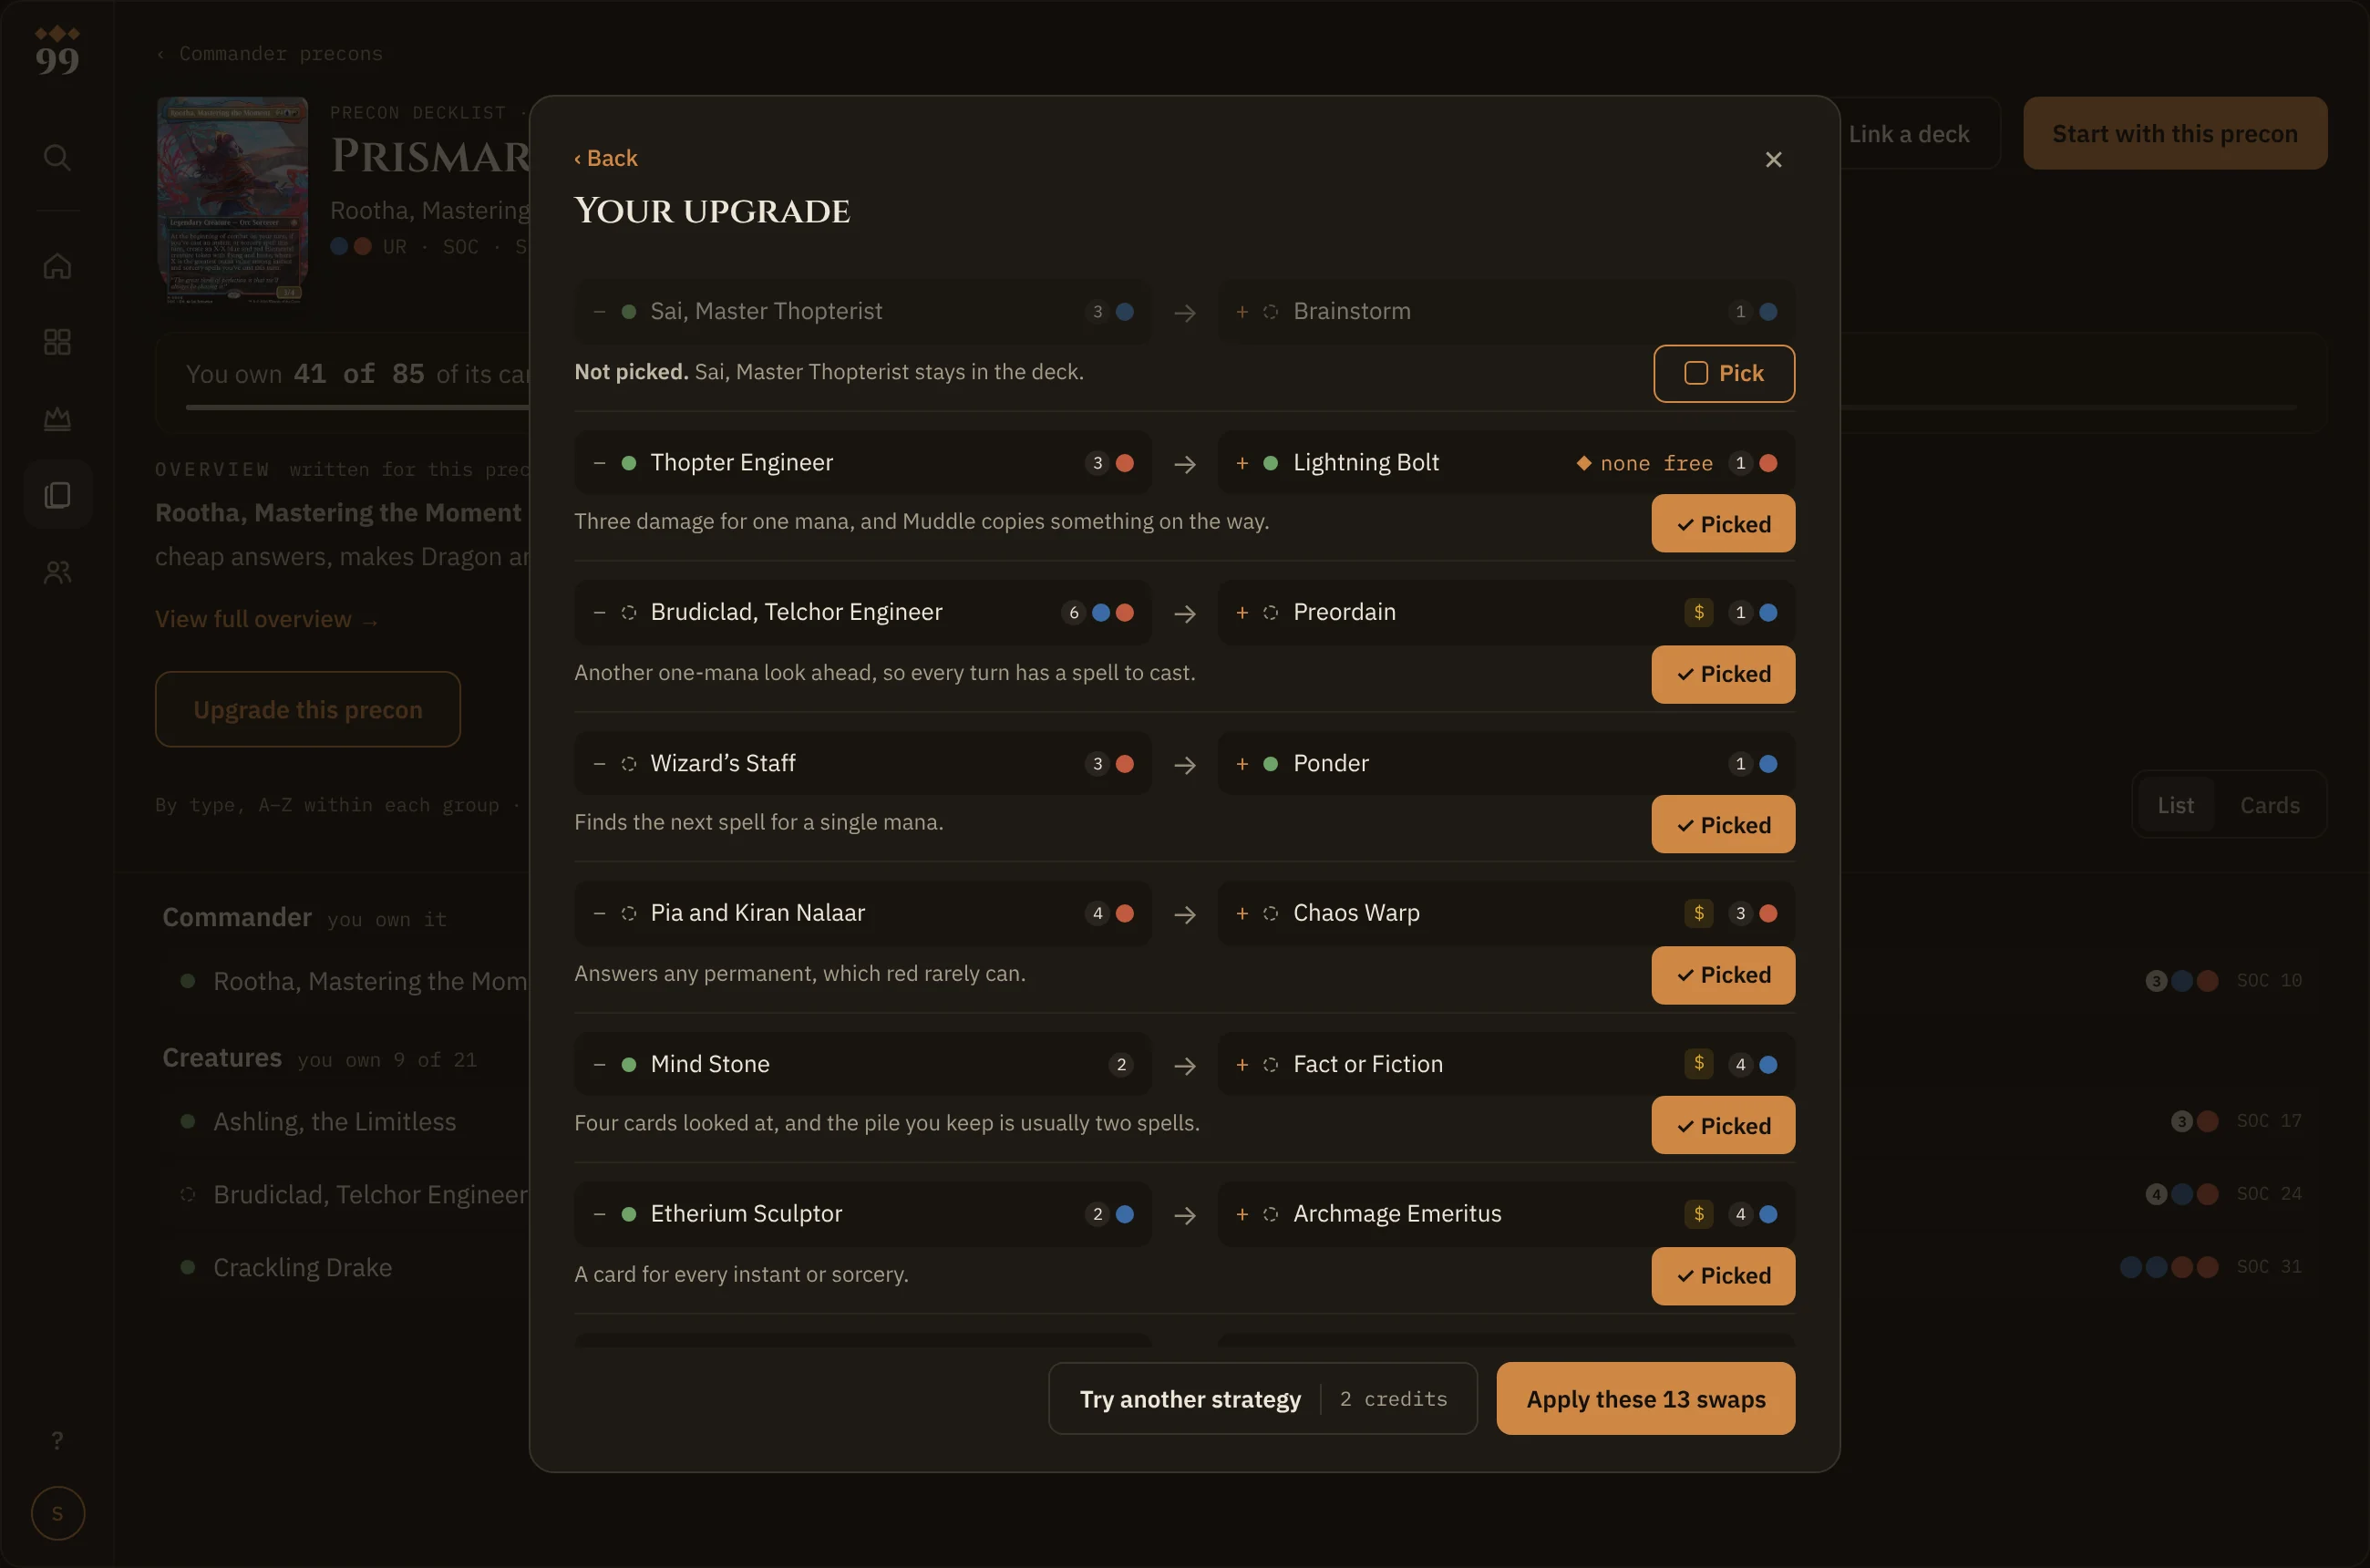 99
‹ Commander precons
PRECON DECKLIST ·
PRISMAR
Rootha, Mastering
UR · SOC · S
Link a deck
Start with this precon
You own 41 of 85 of its car
OVERVIEW written for this prec
Rootha, Mastering the Moment
cheap answers, makes Dragon ar
View full overview →
Upgrade this precon
By type, A–Z within each group ·
List
Cards
Commander you own it
Rootha, Mastering the Mom
3
SOC 10
Creatures you own 9 of 21
Ashling, the Limitless
3
SOC 17
Brudiclad, Telchor Engineer
4
SOC 24
Crackling Drake
SOC 31
?
S
‹ Back
✕
YOUR UPGRADE
− Sai, Master Thopterist 3 → + Brainstorm 1
Not picked. Sai, Master Thopterist stays in the deck.
Pick
− Thopter Engineer 3 → + Lightning Bolt ◆ none free 1
Three damage for one mana, and Muddle copies something on the way.
✓ Picked
− Brudiclad, Telchor Engineer 6 → + Preordain $ 1
Another one-mana look ahead, so every turn has a spell to cast.
✓ Picked
− Wizard’s Staff 3 → + Ponder 1
Finds the next spell for a single mana.
✓ Picked
− Pia and Kiran Nalaar 4 → + Chaos Warp $ 3
Answers any permanent, which red rarely can.
✓ Picked
− Mind Stone 2 → + Fact or Fiction $ 4
Four cards looked at, and the pile you keep is usually two spells.
✓ Picked
− Etherium Sculptor 2 → + Archmage Emeritus $ 4
A card for every instant or sorcery.
✓ Picked
Try another strategy 2 credits
Apply these 13 swaps